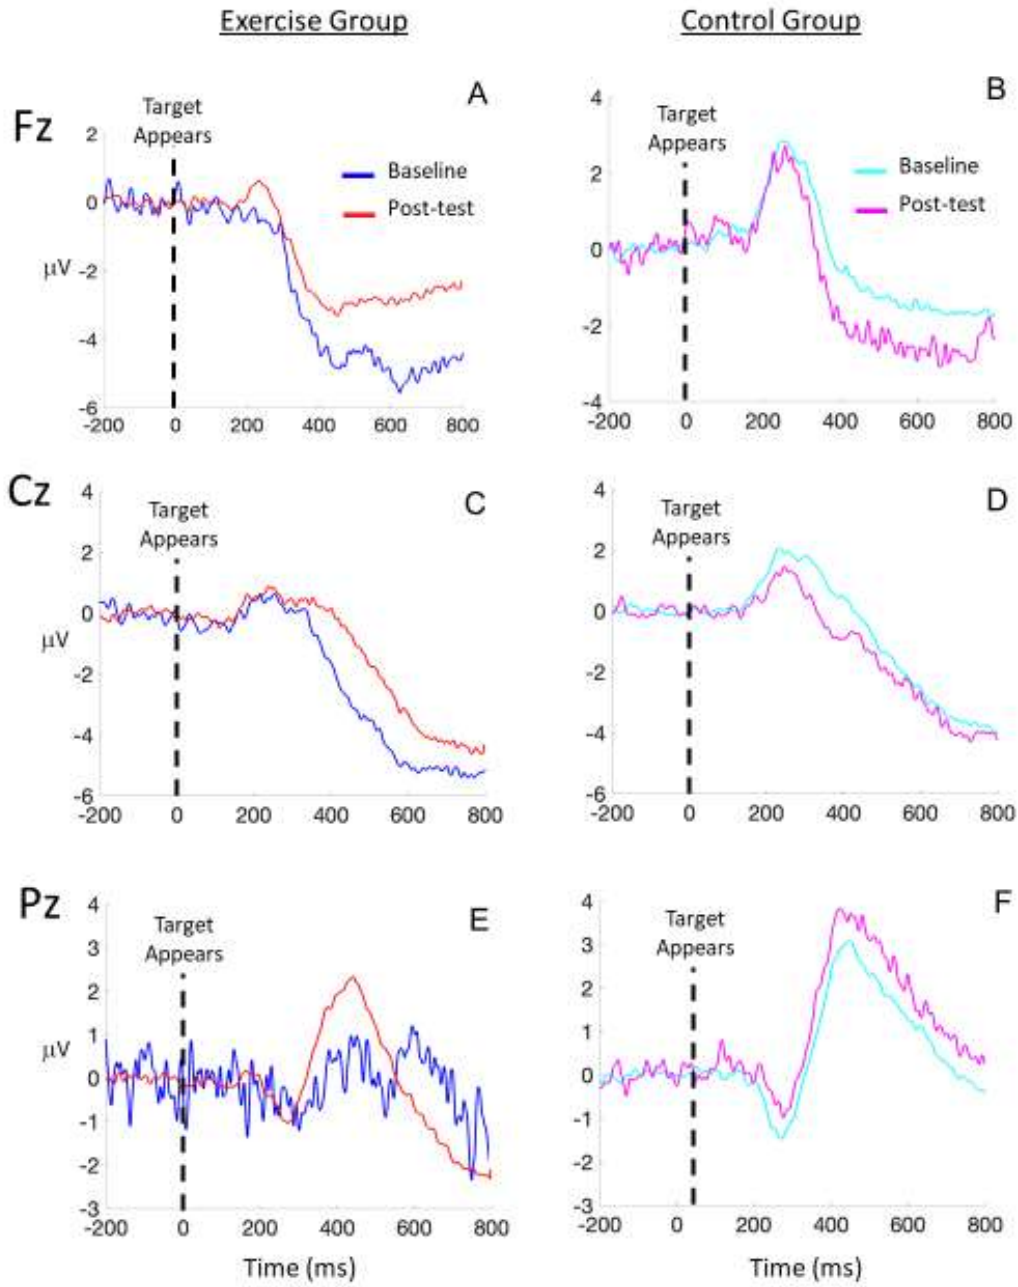 Exercise Group
Control Group
Fz
A
Target
Appears
Baseline
Post-test
μV
2
0
-2
-4
-6
-200 0 200 400 600 800
B
Target
Appears
Baseline
Post-test
4
2
0
-2
-4
-200 0 200 400 600 800
Cz
C
Target
Appears
μV
4
2
0
-2
-4
-6
-200 0 200 400 600 800
D
Target
Appears
4
2
0
-2
-4
-6
-200 0 200 400 600 800
Pz
E
Target
Appears
μV
4
3
2
1
0
-1
-2
-3
-200 0 200 400 600 800
Time (ms)
F
Target
Appears
4
3
2
1
0
-1
-2
-3
-200 0 200 400 600 800
Time (ms)